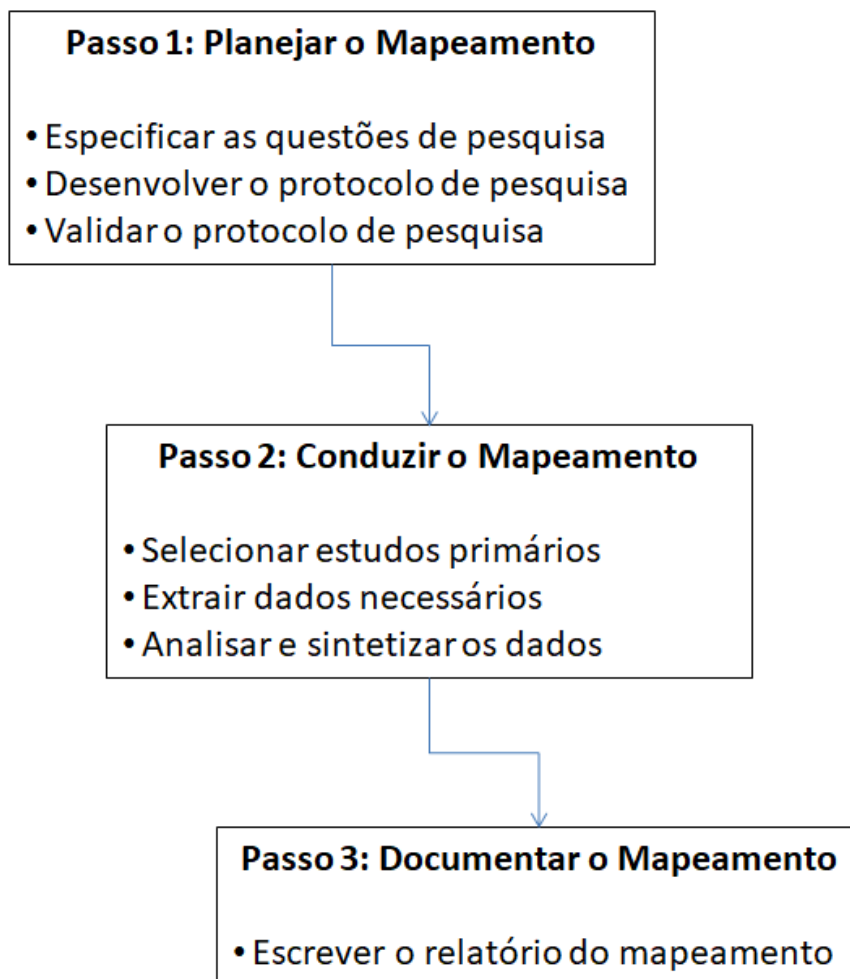 Passo 1: Planejar o Mapeamento
• Especificar as questões de pesquisa
• Desenvolver o protocolo de pesquisa
• Validar o protocolo de pesquisa
Passo 2: Conduzir o Mapeamento
• Selecionar estudos primários
• Extrair dados necessários
• Analisar e sintetizar os dados
Passo 3: Documentar o Mapeamento
• Escrever o relatório do mapeamento